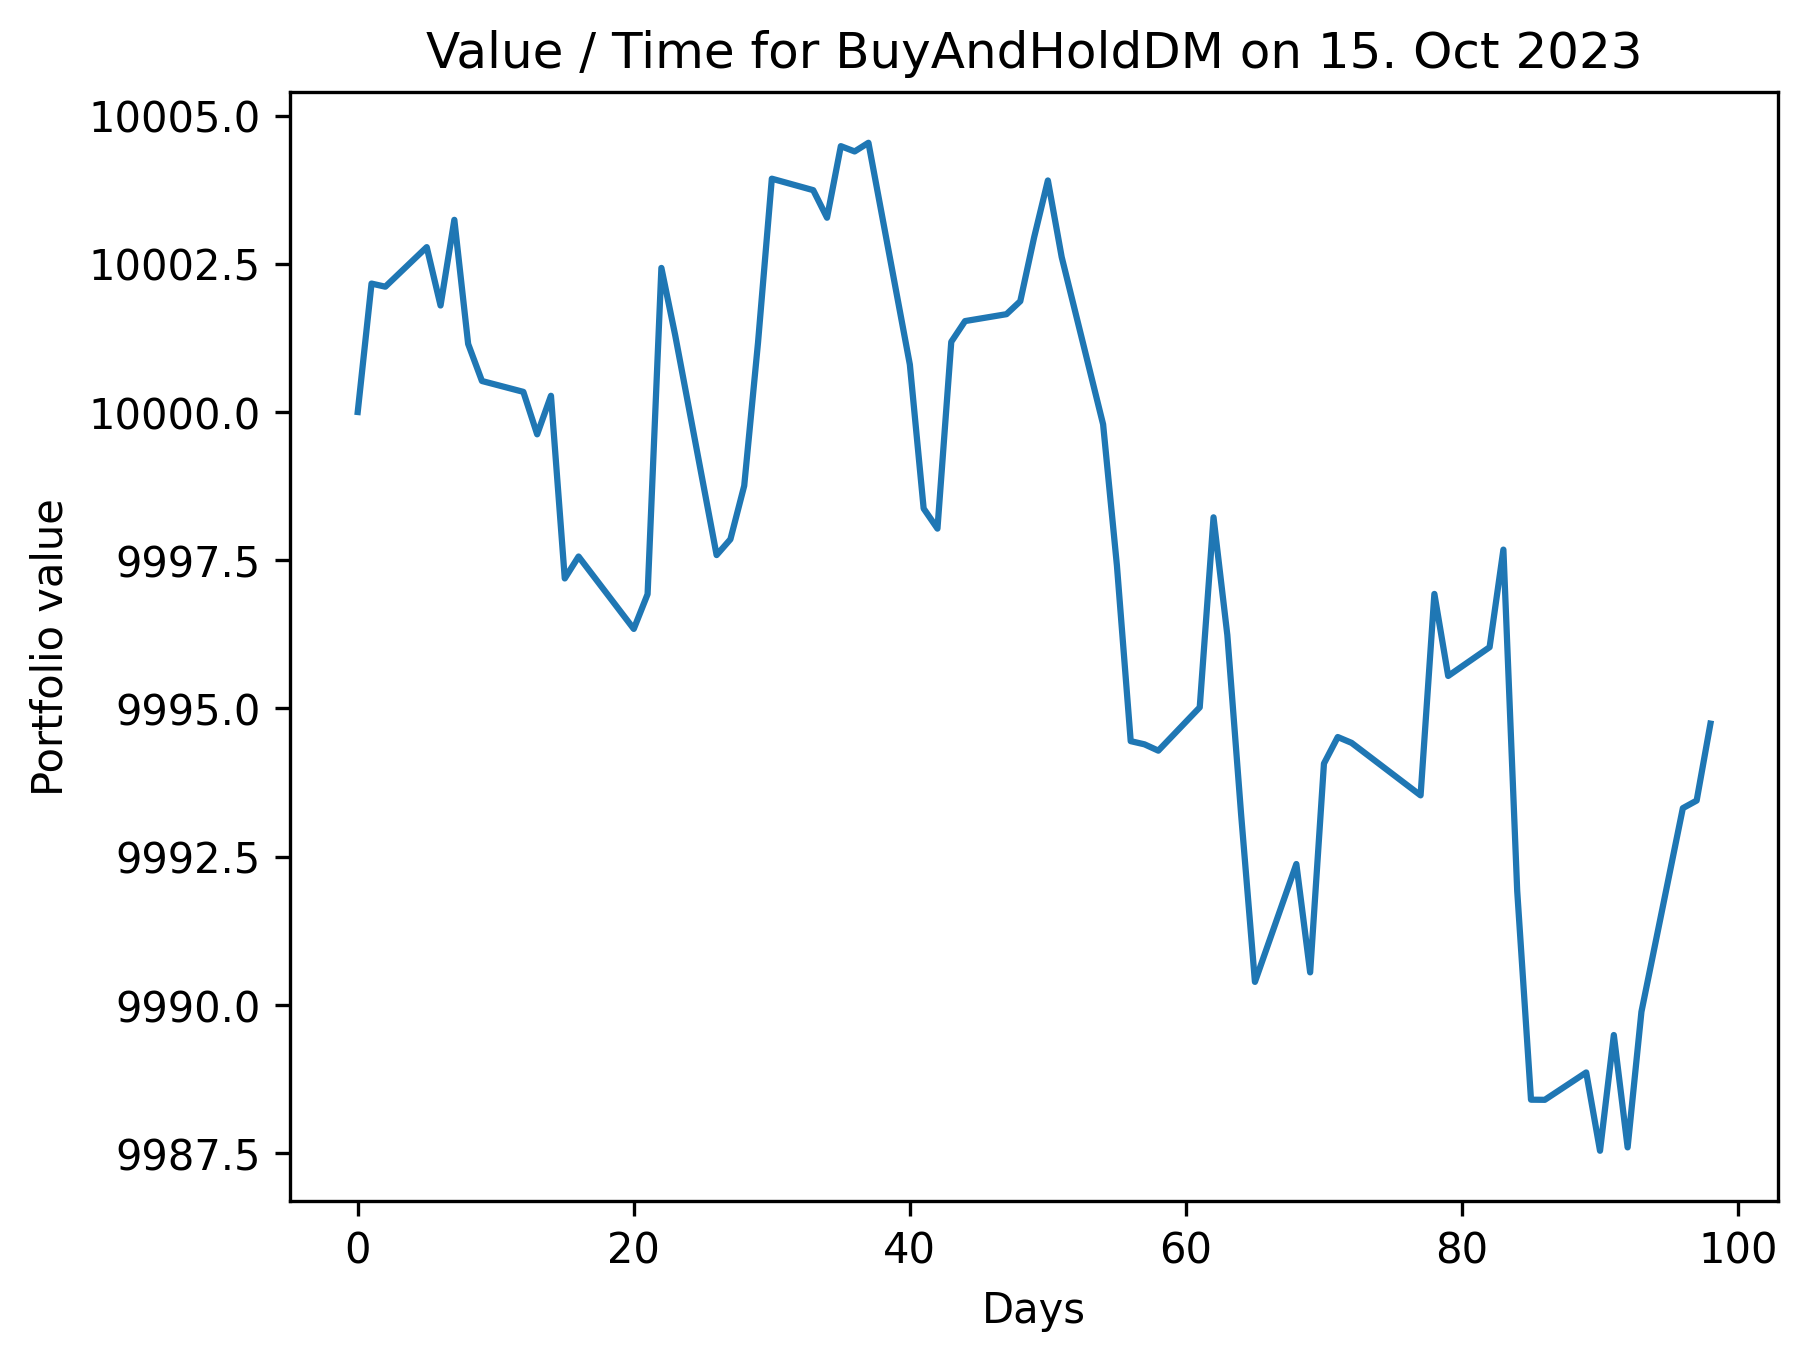 Value / Time for BuyAndHoldDM on 15. Oct 2023
10005.0
10002.5
10000.0
9997.5
9995.0
9992.5
9990.0
9987.5
Portfolio value
0 20 40 60 80 100
Days